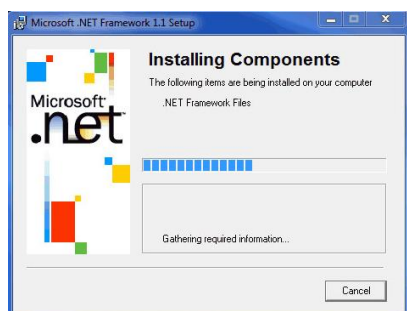 Microsoft .NET Framework 1.1 Setup
Installing Components
The following items are being installed on your computer
.NET Framework Files
Microsoft
.net
Gathering required information...
Cancel